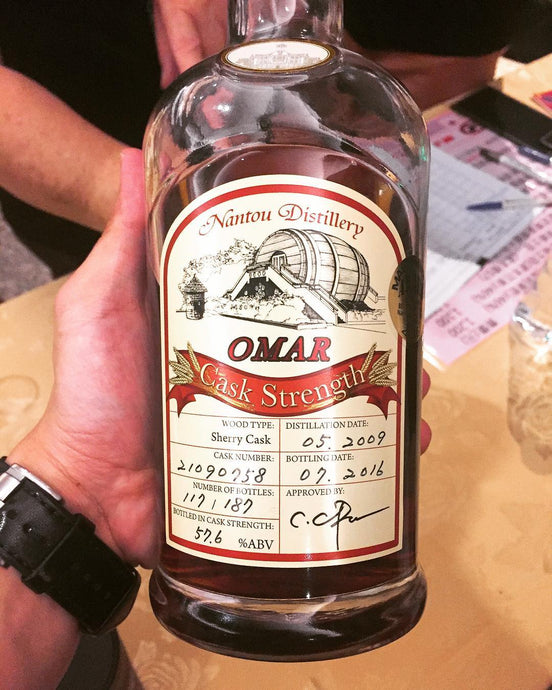 Nantou Distillery
OMAR
Cask Strength
WOOD TYPE:
Sherry Cask
CASK NUMBER:
21090758
NUMBER OF BOTTLES:
117 / 187
BOTTLED IN CASK STRENGTH:
57.6 %ABV
DISTILLATION DATE:
05. 2009
BOTTLING DATE:
07. 2016
APPROVED BY: